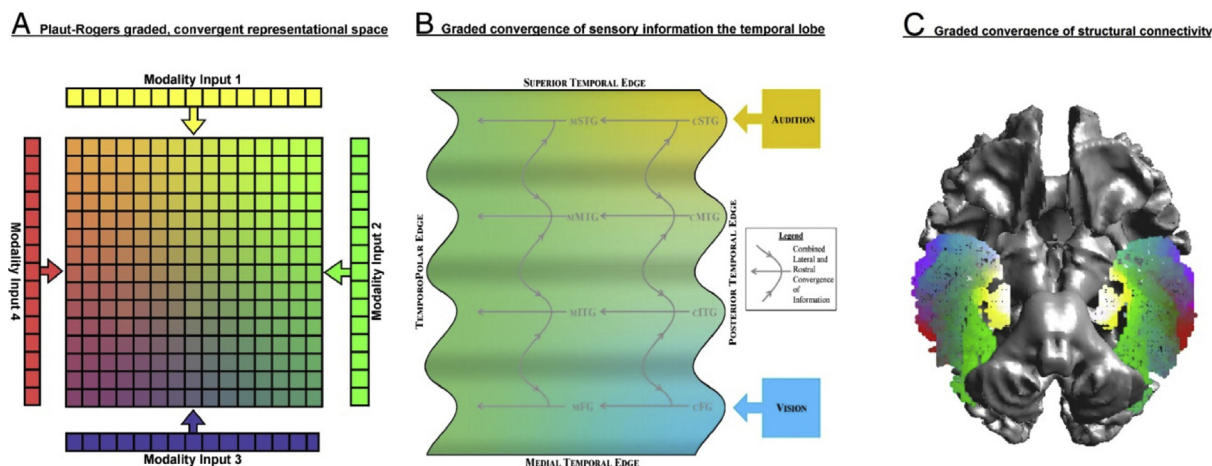 A Plaut-Rogers graded, convergent representational space
Modality Input 1
Modality Input 4
Modality Input 2
Modality Input 3
B Graded convergence of sensory information the temporal lobe
SUPERIOR TEMPORAL EDGE
MSTG
CSTG
AUDITION
TEMPOROPOLAR EDGE
MMTG
CMTG
POSTERIOR TEMPORAL EDGE
Legend
Combined
Lateral and
Rostral
Convergence
of
Information
MITG
CITG
MFG
CFG
VISION
MEDIAL TEMPORAL EDGE
C Graded convergence of structural connectivity